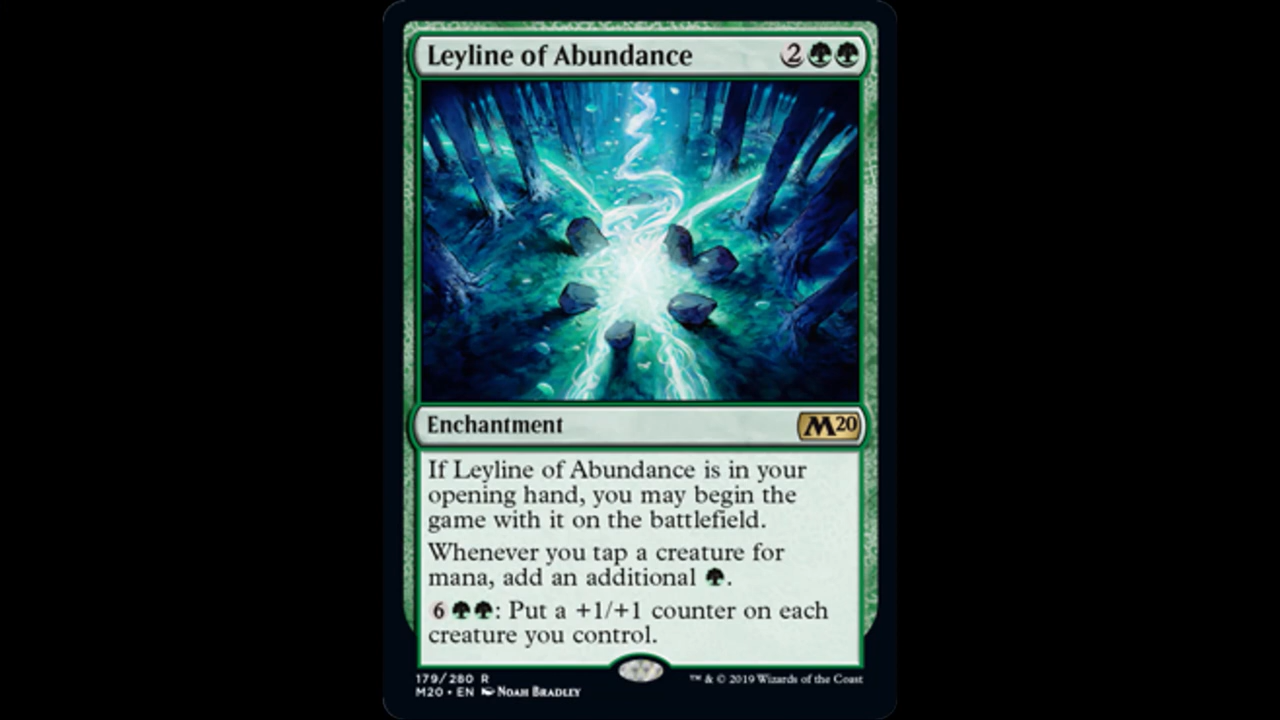 Leyline of Abundance 2
Enchantment M20
If Leyline of Abundance is in your
opening hand, you may begin the
game with it on the battlefield.
Whenever you tap a creature for
mana, add an additional .
6 : Put a +1/+1 counter on each
creature you control.
179/280 R ™ & © 2019 Wizards of the Coast
M20 • EN Noah Bradley